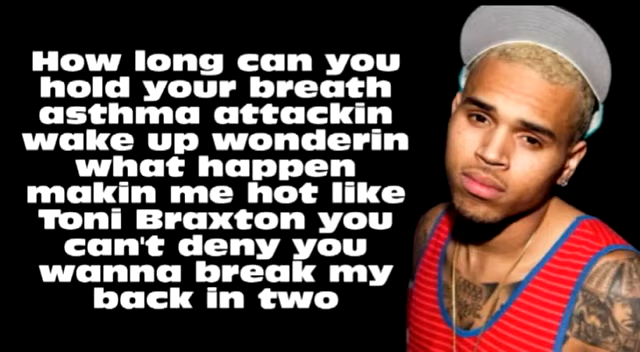 How long can you
hold your breath
asthma attackin
wake up wonderin
what happen
makin me hot like
Toni Braxton you
can't deny you
wanna break my
back in two